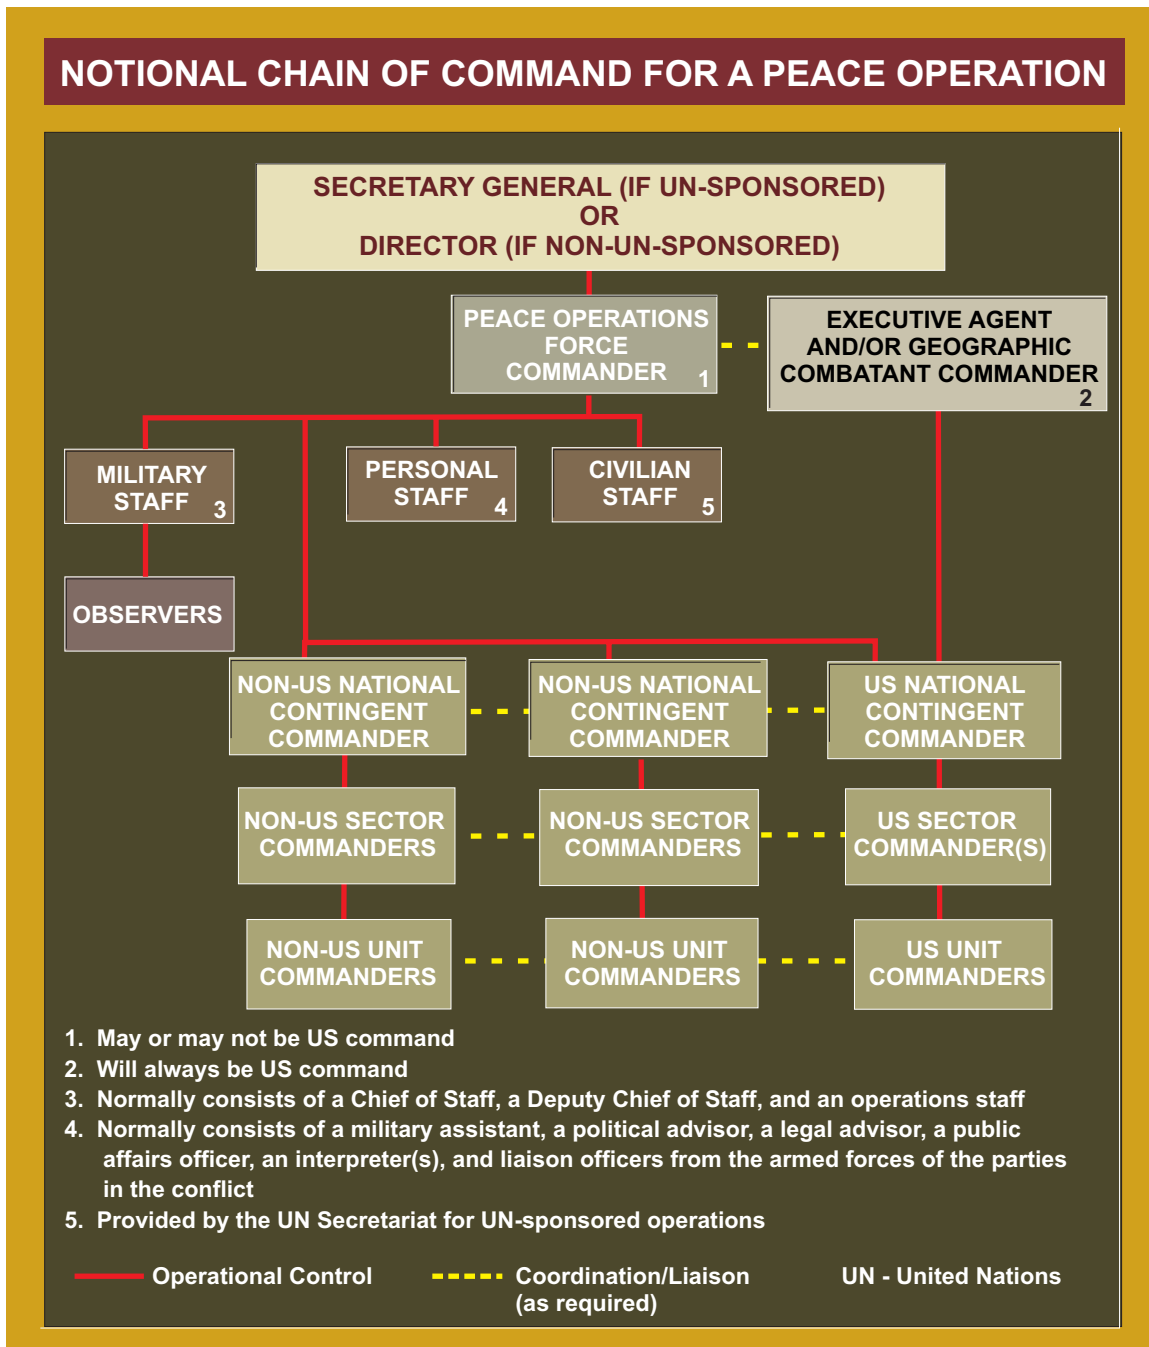 NOTIONAL CHAIN OF COMMAND FOR A PEACE OPERATION
SECRETARY GENERAL (IF UN-SPONSORED)
OR
DIRECTOR (IF NON-UN-SPONSORED)
PEACE OPERATIONS
FORCE
COMMANDER 1
EXECUTIVE AGENT
AND/OR GEOGRAPHIC
COMBATANT COMMANDER
2
MILITARY
STAFF 3
PERSONAL
STAFF 4
CIVILIAN
STAFF 5
OBSERVERS
NON-US NATIONAL
CONTINGENT
COMMANDER
NON-US NATIONAL
CONTINGENT
COMMANDER
US NATIONAL
CONTINGENT
COMMANDER
NON-US SECTOR
COMMANDERS
NON-US SECTOR
COMMANDERS
US SECTOR
COMMANDER(S)
NON-US UNIT
COMMANDERS
NON-US UNIT
COMMANDERS
US UNIT
COMMANDERS
1. May or may not be US command
2. Will always be US command
3. Normally consists of a Chief of Staff, a Deputy Chief of Staff, and an operations staff
4. Normally consists of a military assistant, a political advisor, a legal advisor, a public
affairs officer, an interpreter(s), and liaison officers from the armed forces of the parties
in the conflict
5. Provided by the UN Secretariat for UN-sponsored operations
Operational Control
Coordination/Liaison
(as required)
UN - United Nations